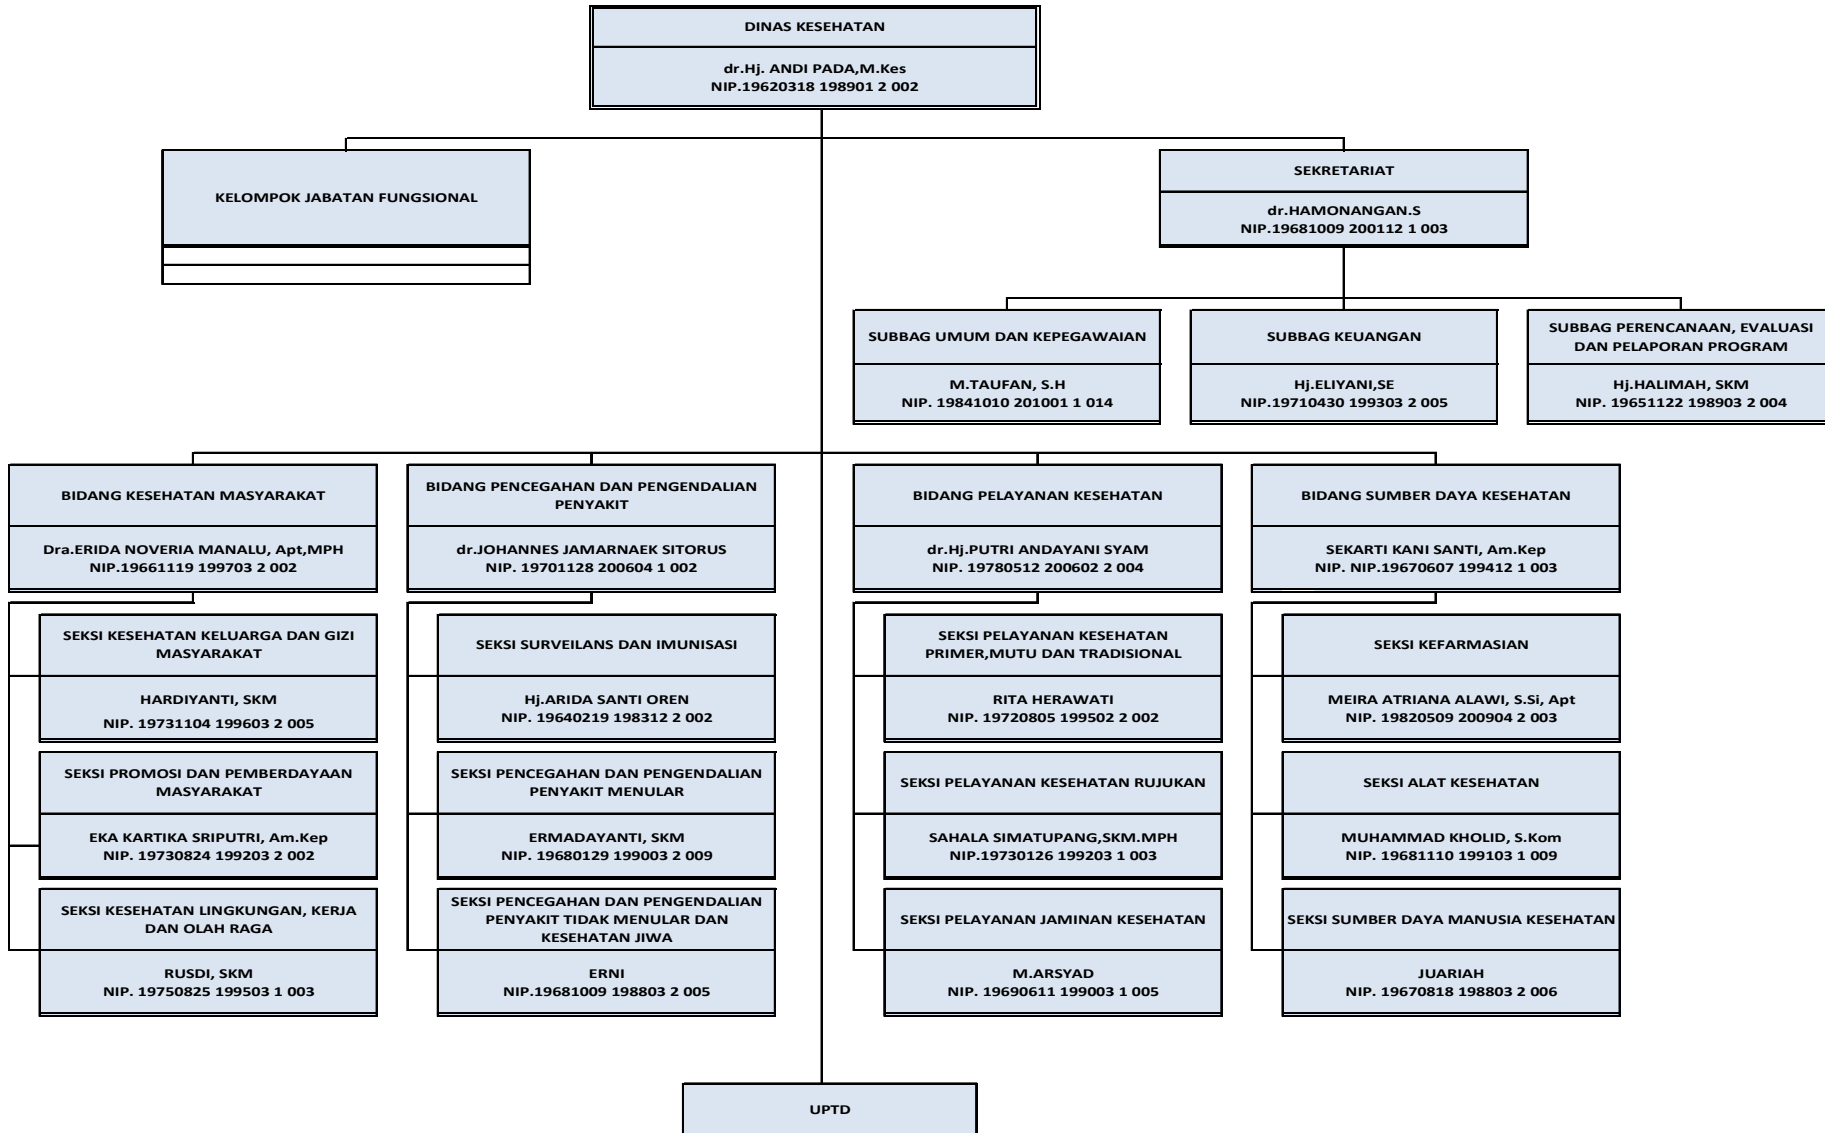 DINAS KESEHATAN
dr.Hj. ANDI PADA,M.Kes
NIP.19620318 198901 2 002
KELOMPOK JABATAN FUNGSIONAL
SEKRETARIAT
dr.HAMONANGAN.S
NIP.19681009 200112 1 003
SUBBAG UMUM DAN KEPEGAWAIAN
M.TAUFAN, S.H
NIP. 19841010 201001 1 014
SUBBAG KEUANGAN
Hj.ELIYANI,SE
NIP.19710430 199303 2 005
SUBBAG PERENCANAAN, EVALUASI
DAN PELAPORAN PROGRAM
Hj.HALIMAH, SKM
NIP. 19651122 198903 2 004
BIDANG KESEHATAN MASYARAKAT
Dra.ERIDA NOVERIA MANALU, Apt,MPH
NIP.19661119 199703 2 002
SEKSI KESEHATAN KELUARGA DAN GIZI
MASYARAKAT
HARDIYANTI, SKM
NIP. 19731104 199603 2 005
SEKSI PROMOSI DAN PEMBERDAYAAN
MASYARAKAT
EKA KARTIKA SRIPUTRI, Am.Kep
NIP. 19730824 199203 2 002
SEKSI KESEHATAN LINGKUNGAN, KERJA
DAN OLAH RAGA
RUSDI, SKM
NIP. 19750825 199503 1 003
BIDANG PENCEGAHAN DAN PENGENDALIAN
PENYAKIT
dr.JOHANNES JAMARNAEK SITORUS
NIP. 19701128 200604 1 002
SEKSI SURVEILANS DAN IMUNISASI
Hj.ARIDA SANTI OREN
NIP. 19640219 198312 2 002
SEKSI PENCEGAHAN DAN PENGENDALIAN
PENYAKIT MENULAR
ERMADAYANTI, SKM
NIP. 19680129 199003 2 009
SEKSI PENCEGAHAN DAN PENGENDALIAN
PENYAKIT TIDAK MENULAR DAN
KESEHATAN JIWA
ERNI
NIP.19681009 198803 2 005
BIDANG PELAYANAN KESEHATAN
dr.Hj.PUTRI ANDAYANI SYAM
NIP. 19780512 200602 2 004
SEKSI PELAYANAN KESEHATAN
PRIMER,MUTU DAN TRADISIONAL
RITA HERAWATI
NIP. 19720805 199502 2 002
SEKSI PELAYANAN KESEHATAN RUJUKAN
SAHALA SIMATUPANG,SKM.MPH
NIP.19730126 199203 1 003
SEKSI PELAYANAN JAMINAN KESEHATAN
M.ARSYAD
NIP. 19690611 199003 1 005
BIDANG SUMBER DAYA KESEHATAN
SEKARTI KANI SANTI, Am.Kep
NIP. NIP.19670607 199412 1 003
SEKSI KEFARMASIAN
MEIRA ATRIANA ALAWI, S.Si, Apt
NIP. 19820509 200904 2 003
SEKSI ALAT KESEHATAN
MUHAMMAD KHOLID, S.Kom
NIP. 19681110 199103 1 009
SEKSI SUMBER DAYA MANUSIA KESEHATAN
JUARIAH
NIP. 19670818 198803 2 006
UPTD